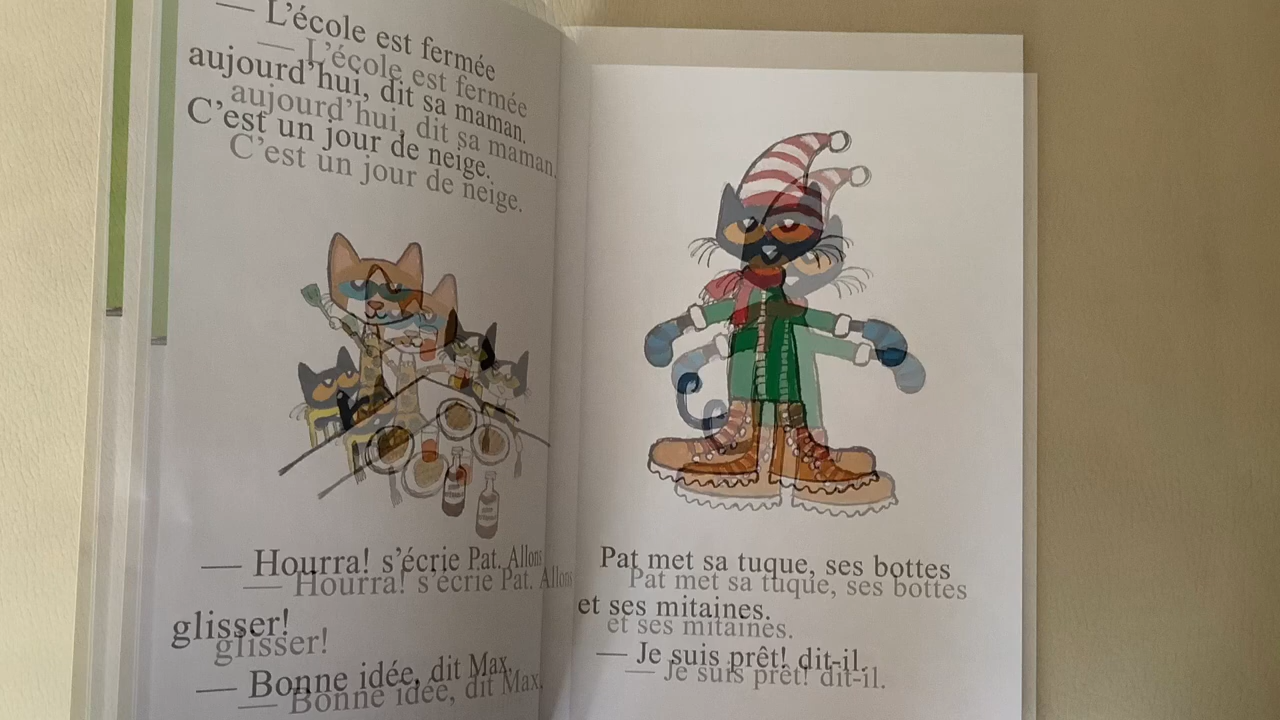 — L'école est fermée
aujourd'hui, dit sa maman.
C'est un jour de neige.
— Hourra! s'écrie Pat. Allons
glisser!
— Bonne idée, dit Max.
Pat met sa tuque, ses bottes
et ses mitaines.
— Je suis prêt! dit-il.